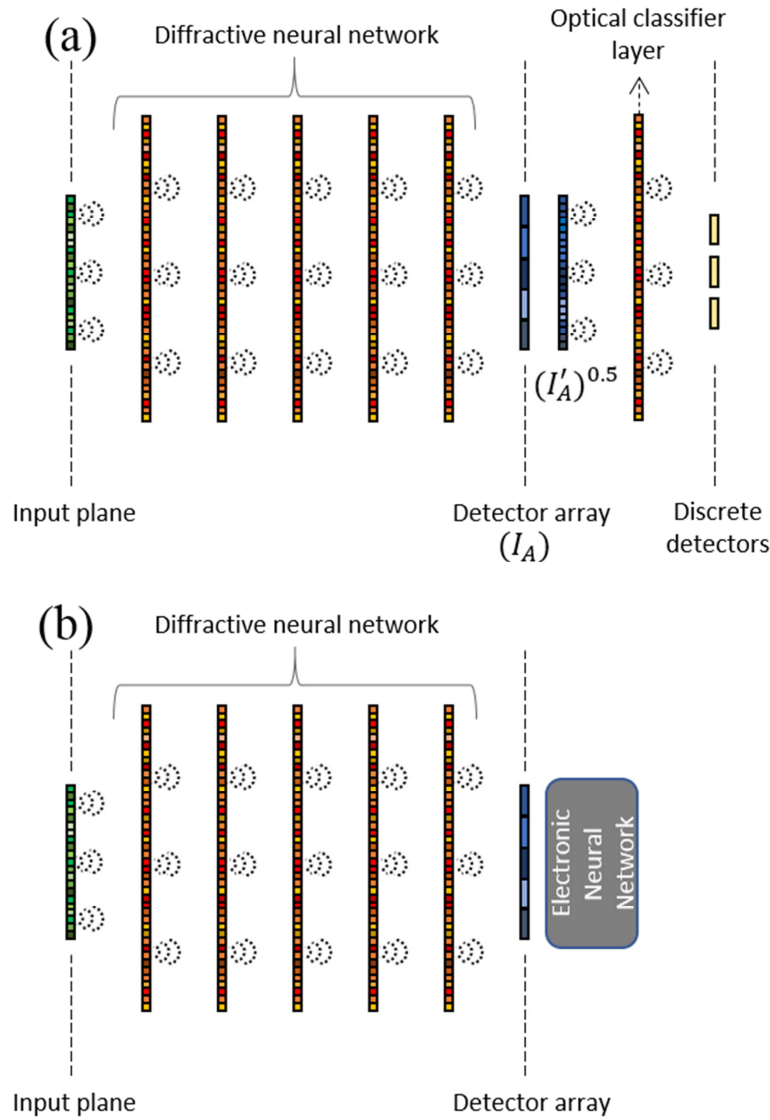 (a)
Diffractive neural network
Optical classifier
layer
(I'_A)^0.5
Input plane
Detector array
(I_A)
Discrete
detectors
(b)
Diffractive neural network
Electronic
Neural
Network
Input plane
Detector array